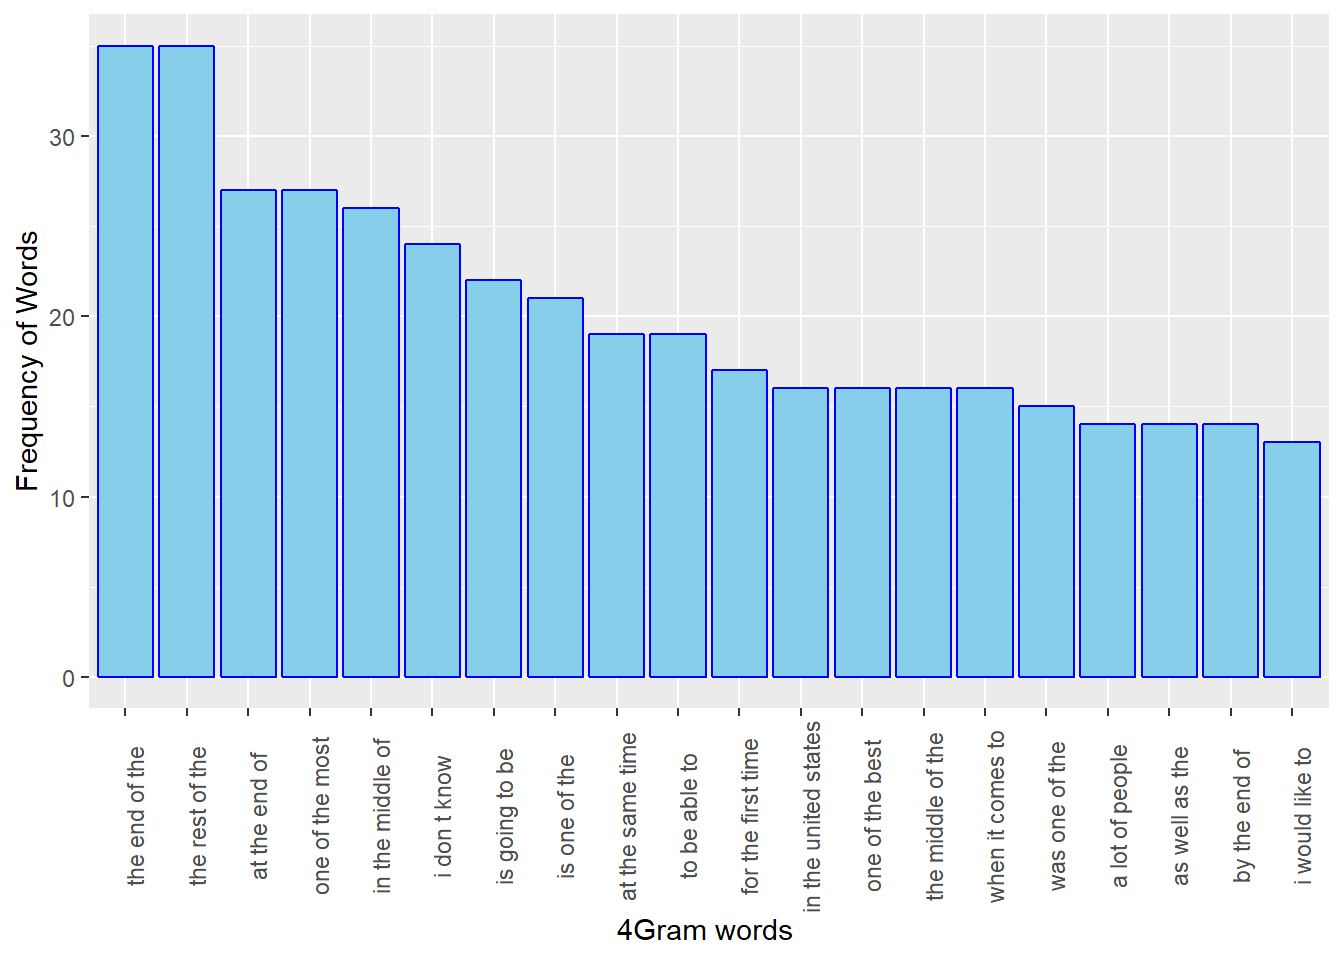 Frequency of Words
30
20
10
0
the end of the
the rest of the
at the end of
one of the most
in the middle of
i don t know
is going to be
is one of the
at the same time
to be able to
for the first time
in the united states
one of the best
the middle of the
when it comes to
was one of the
a lot of people
as well as the
by the end of
i would like to
4Gram words